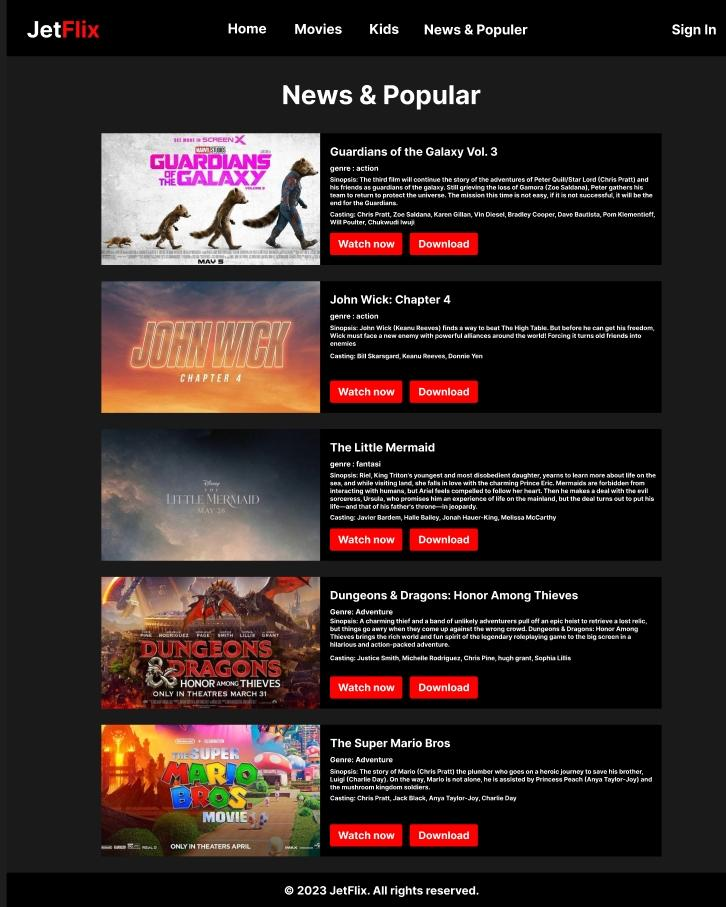 JetFlix
Home Movies Kids News & Populer Sign In
News & Popular
SEE MORE IN SCREENX
MARVEL STUDIOS
GUARDIANS
OF THE GALAXY
VOLUME 3
MAY 5
Guardians of the Galaxy Vol. 3
genre : action
Sinopsis: The third film will continue the story of the adventures of Peter Quill/Star Lord (Chris Pratt) and
his friends as guardians of the galaxy. Still grieving the loss of Gamora (Zoe Saldana), Peter gathers his
team to return to protect the universe. The mission this time is not easy, if it is not successful, it will be the
end for the Guardians.
Casting: Chris Pratt, Zoe Saldana, Karen Gillan, Vin Diesel, Bradley Cooper, Dave Bautista, Pom Klementieff,
Will Poulter, Chukwudi Iwuji
Watch now Download
JOHN WICK
CHAPTER 4
John Wick: Chapter 4
genre : action
Sinopsis: John Wick (Keanu Reeves) finds a way to beat The High Table. But before he can get his freedom,
Wick must face a new enemy with powerful alliances around the world! Forcing it turns old friends into
enemies
Casting: Bill Skarsgard, Keanu Reeves, Donnie Yen
Watch now Download
Disney
THE
LITTLE MERMAID
MAY 26
The Little Mermaid
genre : fantasi
Sinopsis: Riel, King Triton's youngest and most disobedient daughter, yearns to learn more about life on the
sea, and while visiting land, she falls in love with the charming Prince Eric. Mermaids are forbidden from
interacting with humans, but Ariel feels compelled to follow her heart. Then he makes a deal with the evil
sorceress, Ursula, who promises him an experience of life on the mainland, but the deal turns out to put his
life—and that of his father's throne—in jeopardy.
Casting: Javier Bardem, Halle Bailey, Jonah Hauer-King, Melissa McCarthy
Watch now Download
PINE RODRIGUEZ PAGE SMITH LILLIS GRANT
DUNGEONS
& DRAGONS
HONOR AMONG THIEVES
ONLY IN THEATRES MARCH 31
Dungeons & Dragons: Honor Among Thieves
Genre: Adventure
Sinopsis: A charming thief and a band of unlikely adventurers pull off an epic heist to retrieve a lost relic,
but things go awry when they come up against the wrong crowd. Dungeons & Dragons: Honor Among
Thieves brings the rich world and fun spirit of the legendary roleplaying game to the big screen in a
hilarious and action-packed adventure.
Casting: Justice Smith, Michelle Rodriguez, Chris Pine, hugh grant, Sophia Lillis
Watch now Download
Nintendo ILLUMINATION
THE SUPER
MARIO
BROS
MOVIE
ONLY IN THEATERS APRIL
The Super Mario Bros
Genre: Adventure
Sinopsis: The story of Mario (Chris Pratt) the plumber who goes on a heroic journey to save his brother,
Luigi (Charlie Day). On the way, Mario is not alone, he is assisted by Princess Peach (Anya Taylor-Joy) and
the mushroom kingdom soldiers.
Casting: Chris Pratt, Jack Black, Anya Taylor-Joy, Charlie Day
Watch now Download
© 2023 JetFlix. All rights reserved.